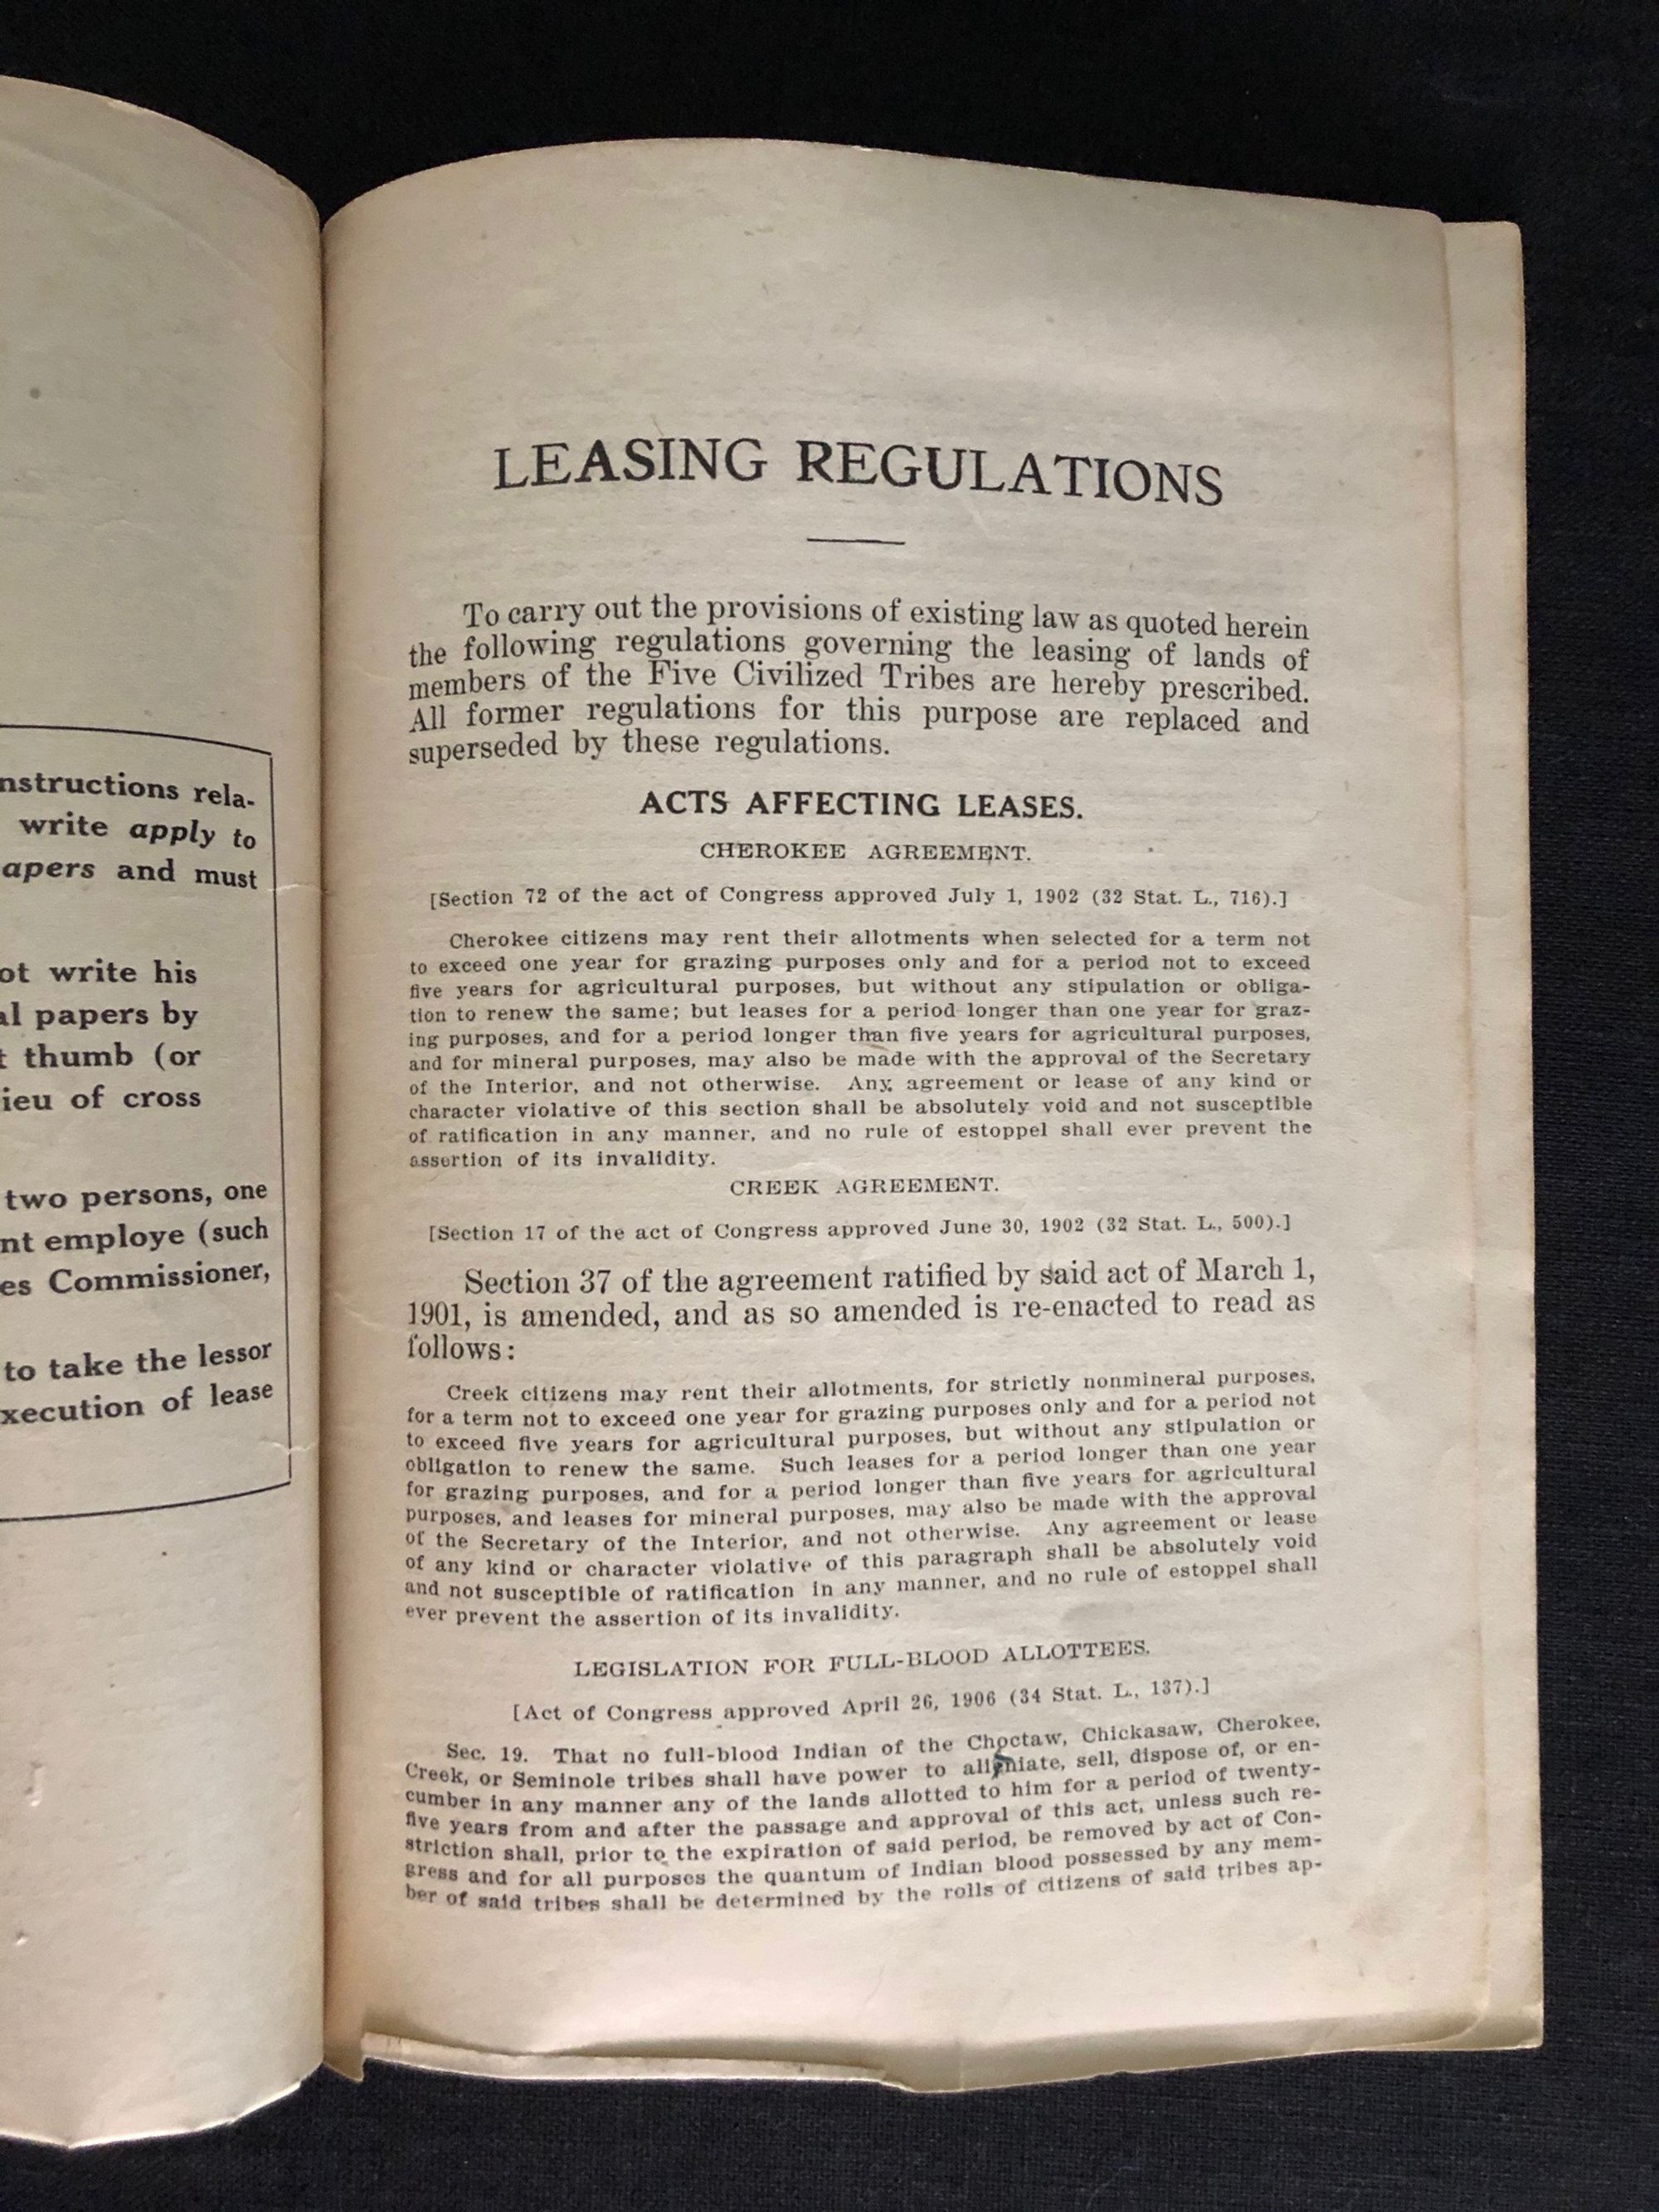 nstructions rela-
write apply to
apers and must
ot write his
al papers by
t thumb (or
ieu of cross
two persons, one
nt employe (such
es Commissioner,
to take the lessor
xecution of lease
LEASING REGULATIONS
To carry out the provisions of existing law as quoted herein
the following regulations governing the leasing of lands of
members of the Five Civilized Tribes are hereby prescribed.
All former regulations for this purpose are replaced and
superseded by these regulations.
ACTS AFFECTING LEASES.
CHEROKEE AGREEMENT.
[Section 72 of the act of Congress approved July 1, 1902 (32 Stat. L., 716).]
Cherokee citizens may rent their allotments when selected for a term not
to exceed one year for grazing purposes only and for a period not to exceed
five years for agricultural purposes, but without any stipulation or obliga-
tion to renew the same; but leases for a period longer than one year for graz-
ing purposes, and for a period longer than five years for agricultural purposes,
and for mineral purposes, may also be made with the approval of the Secretary
of the Interior, and not otherwise. Any agreement or lease of any kind or
character violative of this section shall be absolutely void and not susceptible
of ratification in any manner, and no rule of estoppel shall ever prevent the
assertion of its invalidity.
CREEK AGREEMENT.
[Section 17 of the act of Congress approved June 30, 1902 (32 Stat. L., 500).]
Section 37 of the agreement ratified by said act of March 1,
1901, is amended, and as so amended is re-enacted to read as
follows:
Creek citizens may rent their allotments, for strictly nonmineral purposes,
for a term not to exceed one year for grazing purposes only and for a period not
to exceed five years for agricultural purposes, but without any stipulation or
obligation to renew the same. Such leases for a period longer than one year
for grazing purposes, and for a period longer than five years for agricultural
purposes, and leases for mineral purposes, may also be made with the approval
of the Secretary of the Interior, and not otherwise. Any agreement or lease
of any kind or character violative of this paragraph shall be absolutely void
and not susceptible of ratification in any manner, and no rule of estoppel shall
ever prevent the assertion of its invalidity.
LEGISLATION FOR FULL-BLOOD ALLOTTEES.
[Act of Congress approved April 26, 1906 (34 Stat. L., 137).]
Sec. 19. That no full-blood Indian of the Choctaw, Chickasaw, Cherokee,
Creek, or Seminole tribes shall have power to sell, dispose of, or en-
cumber in any manner any of the lands allotted to him for a period of twenty-
five years from and after the passage and approval of this act, unless such re-
striction shall, prior to the expiration of said period, be removed by act of Con-
gress and for all purposes the quantum of Indian blood possessed by any mem-
ber of said tribes shall be determined by the rolls of citizens of said tribes ap-